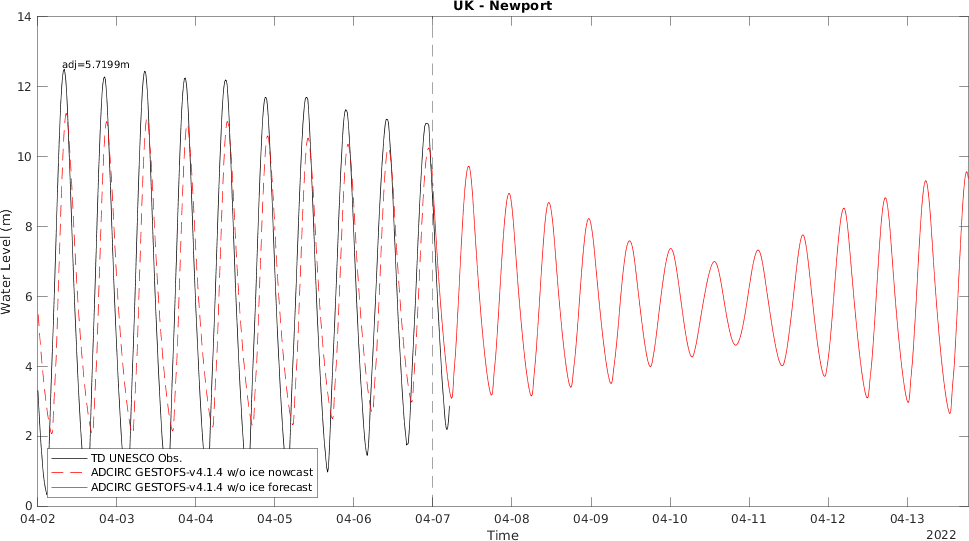 UK - Newport
14
adj=5.7199m
12
10
8
6
4
2
0
Water Level (m)
TD UNESCO Obs.
ADCIRC GESTOFS-v4.1.4 w/o ice nowcast
ADCIRC GESTOFS-v4.1.4 w/o ice forecast
04-02 04-03 04-04 04-05 04-06 04-07 04-08 04-09 04-10 04-11 04-12 04-13
Time
2022